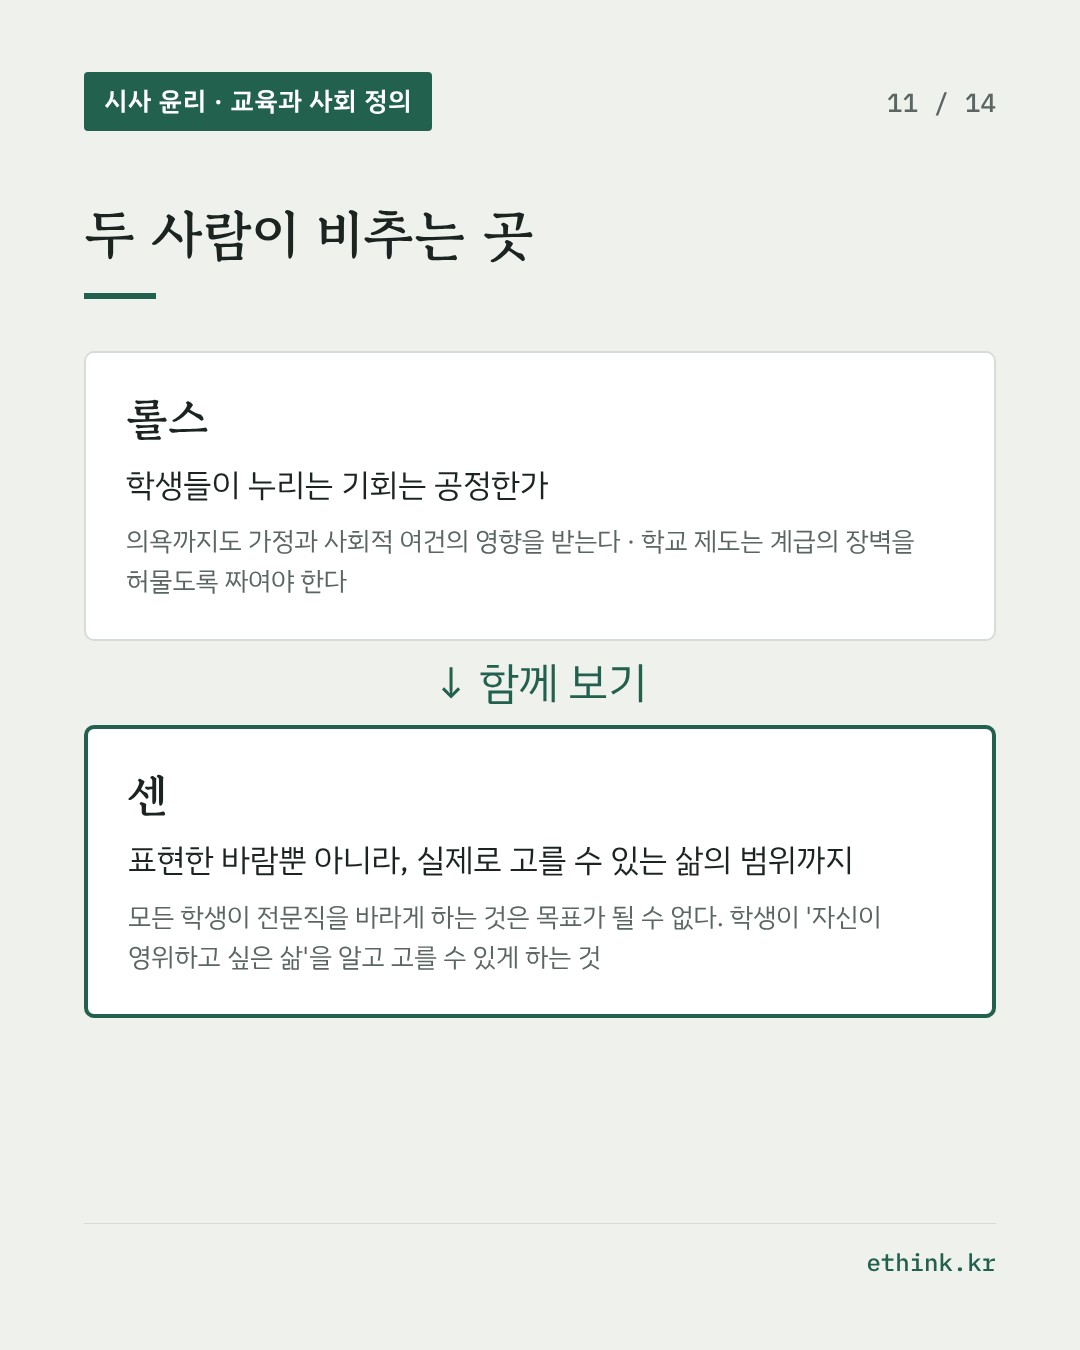 시사 윤리 · 교육과 사회 정의
11 / 14
두 사람이 비추는 곳
롤스
학생들이 누리는 기회는 공정한가
의욕까지도 가정과 사회적 여건의 영향을 받는다 · 학교 제도는 계급의 장벽을
허물도록 짜여야 한다
↓ 함께 보기
센
표현한 바람뿐 아니라, 실제로 고를 수 있는 삶의 범위까지
모든 학생이 전문직을 바라게 하는 것은 목표가 될 수 없다. 학생이 '자신이
영위하고 싶은 삶'을 알고 고를 수 있게 하는 것
ethink.kr